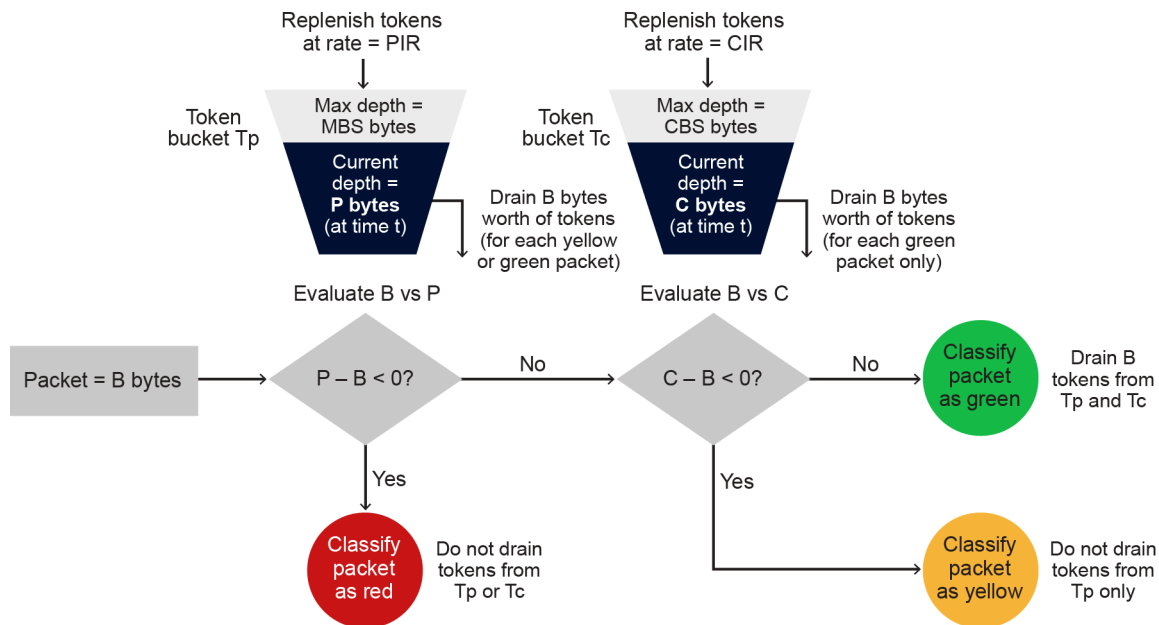 Replenish tokens
at rate = PIR
Replenish tokens
at rate = CIR
Token
bucket Tp
Max depth =
MBS bytes
Current
depth =
P bytes
(at time t)
Drain B bytes
worth of tokens
(for each yellow
or green packet)
Token
bucket Tc
Max depth =
CBS bytes
Current
depth =
C bytes
(at time t)
Drain B bytes
worth of tokens
(for each green
packet only)
Evaluate B vs P
Evaluate B vs C
Packet = B bytes
P – B < 0?
No
C – B < 0?
No
Classify
packet
as green
Drain B
tokens from
Tp and Tc
Yes
Yes
Classify
packet
as red
Do not drain
tokens from
Tp or Tc
Classify
packet
as yellow
Do not drain
tokens from
Tp only